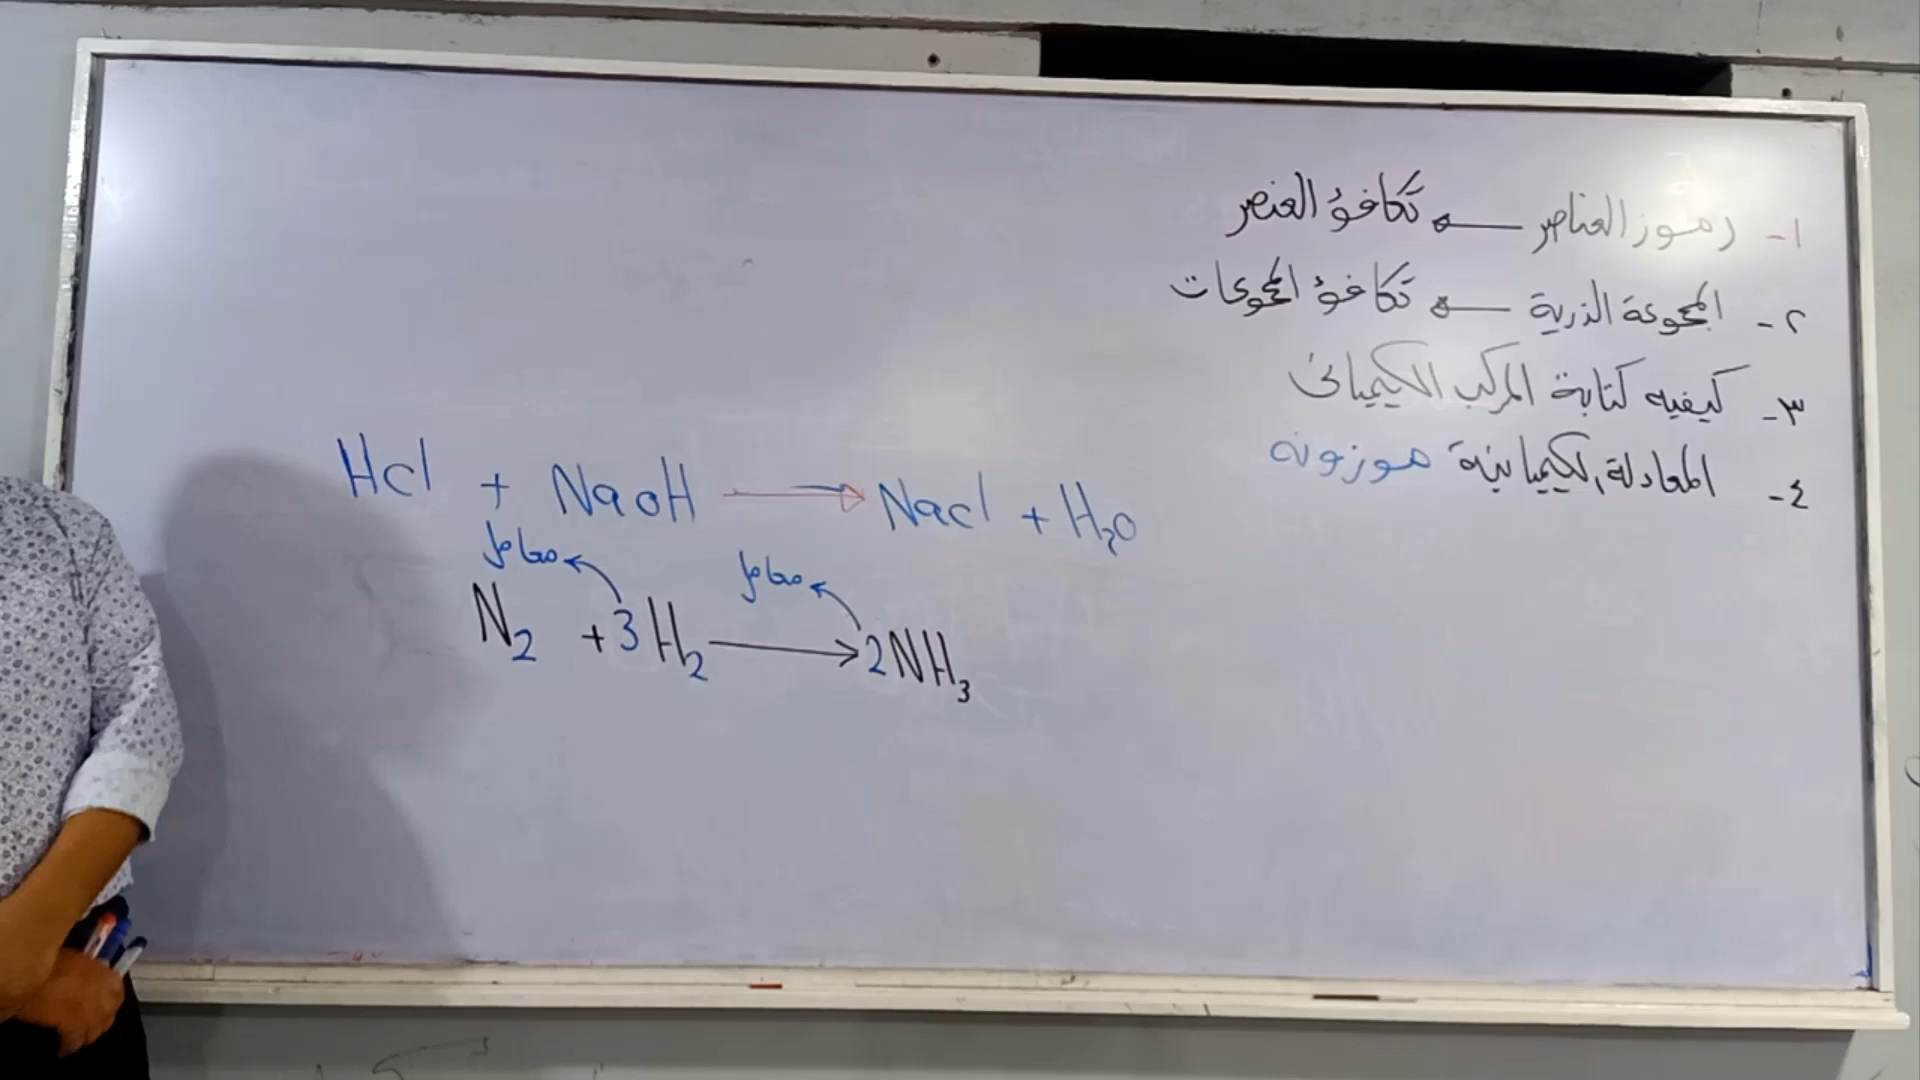 ١- رموز العناصر ← تكافؤ العنصر
٢- المجموعة الذرية ← تكافؤ المجموعات
٣- كيفيه كتابة المركب الكيميائى
٤- المعادلة الكيميائية موزونه
Hcl + NaoH → Nacl + H₂o
معامل معامل
N₂ + 3H₂ → 2NH₃